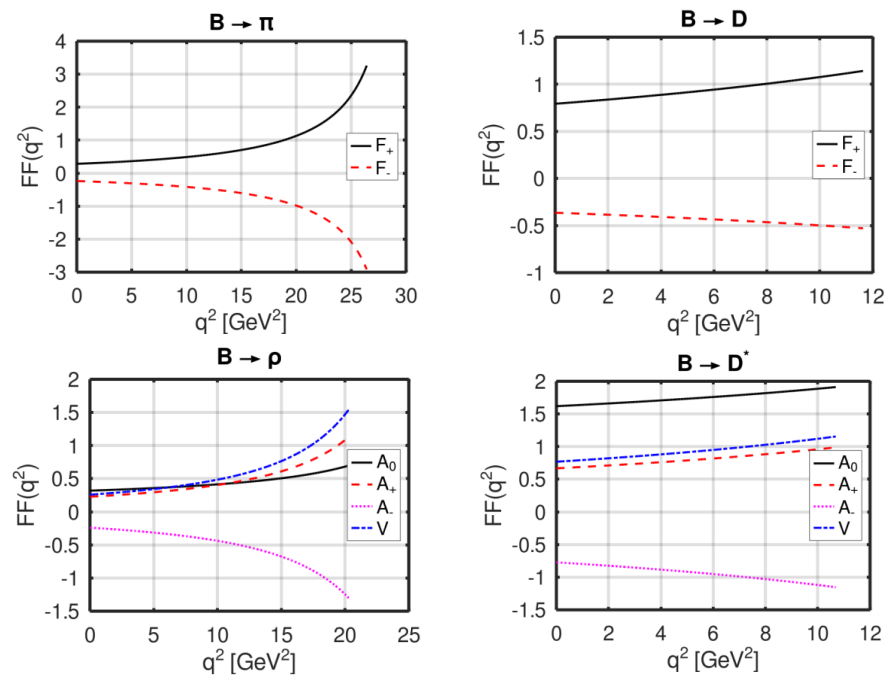 B → π
FF(q²)
4
3
2
1
0
-1
-2
-3
F₊
F₋
0 5 10 15 20 25 30
q² [GeV²]
B → D
FF(q²)
1.5
1
0.5
0
-0.5
-1
F₊
F₋
0 2 4 6 8 10 12
q² [GeV²]
B → ρ
FF(q²)
2
1.5
1
0.5
0
-0.5
-1
-1.5
A₀
A₊
A₋
V
0 5 10 15 20 25
q² [GeV²]
B → D*
FF(q²)
2
1.5
1
0.5
0
-0.5
-1
-1.5
A₀
A₊
A₋
V
0 2 4 6 8 10 12
q² [GeV²]